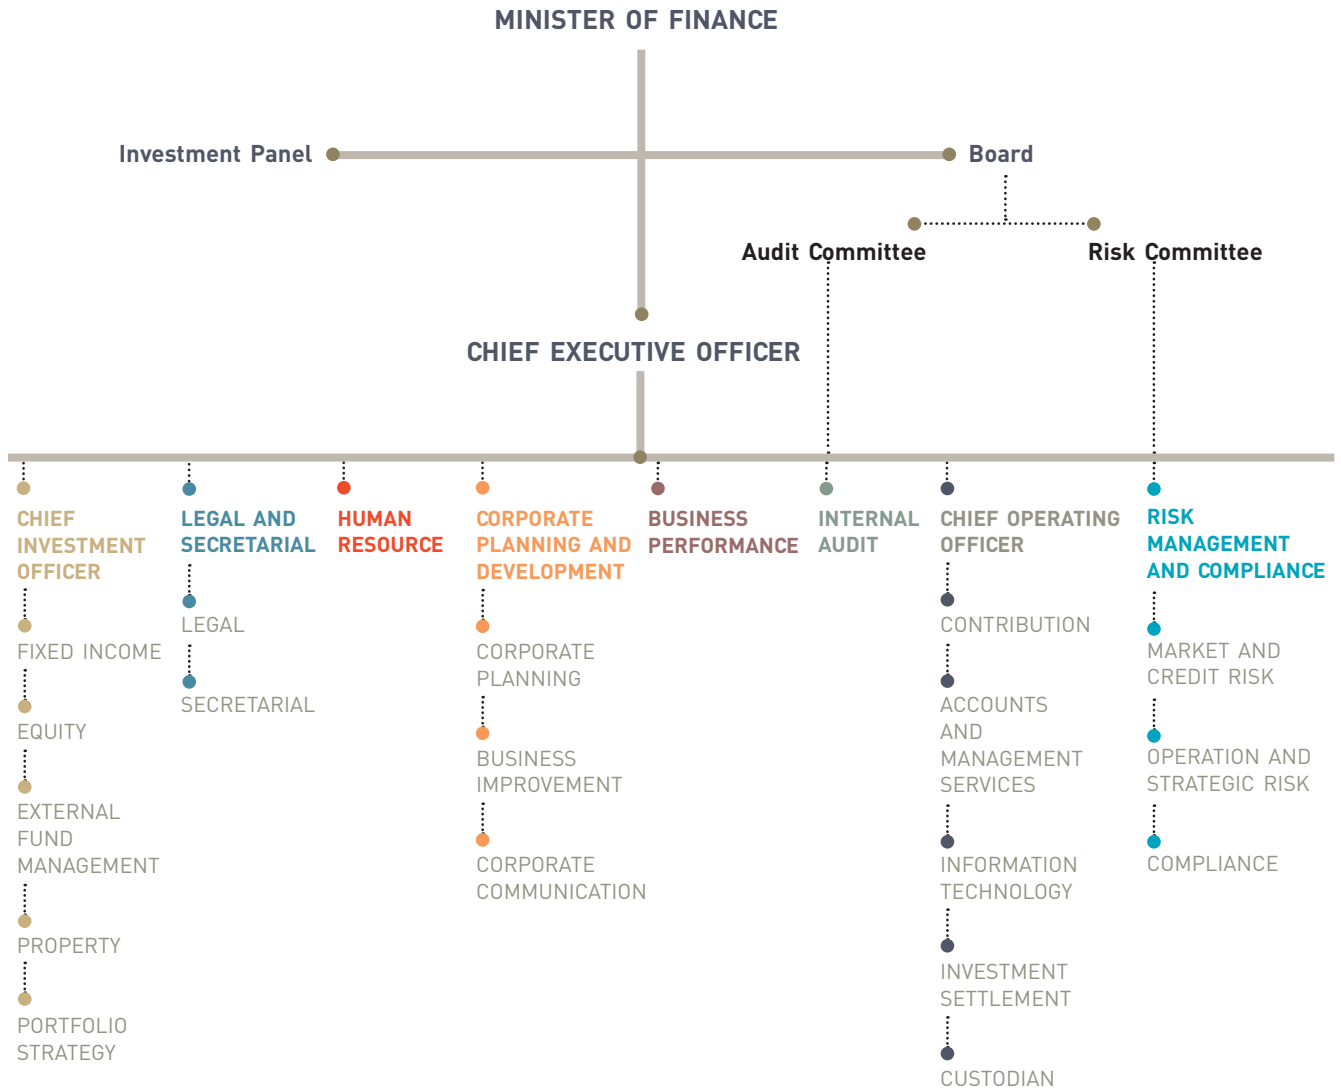 MINISTER OF FINANCE
Investment Panel
Board
Audit Committee
Risk Committee
CHIEF EXECUTIVE OFFICER
CHIEF
INVESTMENT
OFFICER
FIXED INCOME
EQUITY
EXTERNAL
FUND
MANAGEMENT
PROPERTY
PORTFOLIO
STRATEGY
LEGAL AND
SECRETARIAL
LEGAL
SECRETARIAL
HUMAN
RESOURCE
CORPORATE
PLANNING AND
DEVELOPMENT
CORPORATE
PLANNING
BUSINESS
IMPROVEMENT
CORPORATE
COMMUNICATION
BUSINESS
PERFORMANCE
INTERNAL
AUDIT
CHIEF OPERATING
OFFICER
CONTRIBUTION
ACCOUNTS
AND
MANAGEMENT
SERVICES
INFORMATION
TECHNOLOGY
INVESTMENT
SETTLEMENT
CUSTODIAN
RISK
MANAGEMENT
AND COMPLIANCE
MARKET AND
CREDIT RISK
OPERATION AND
STRATEGIC RISK
COMPLIANCE